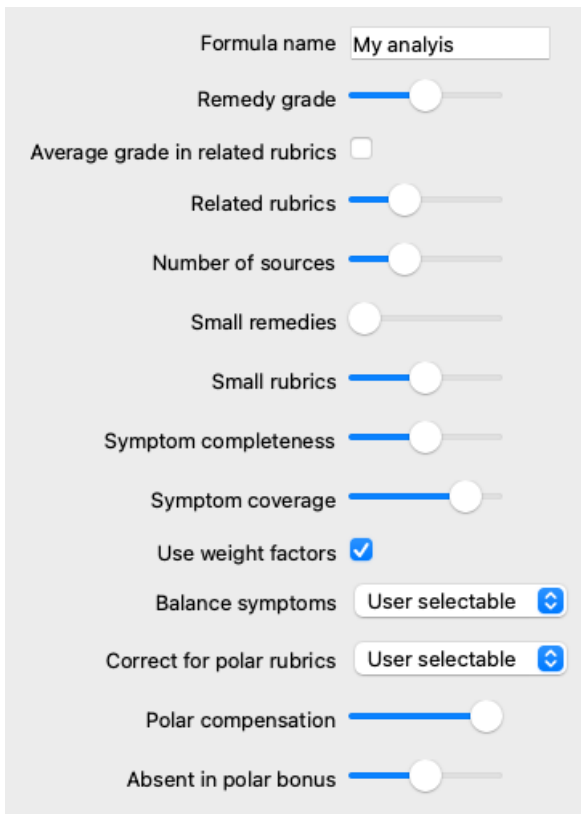 Formula name My analyis
Remedy grade
Average grade in related rubrics
Related rubrics
Number of sources
Small remedies
Small rubrics
Symptom completeness
Symptom coverage
Use weight factors
Balance symptoms User selectable
Correct for polar rubrics User selectable
Polar compensation
Absent in polar bonus